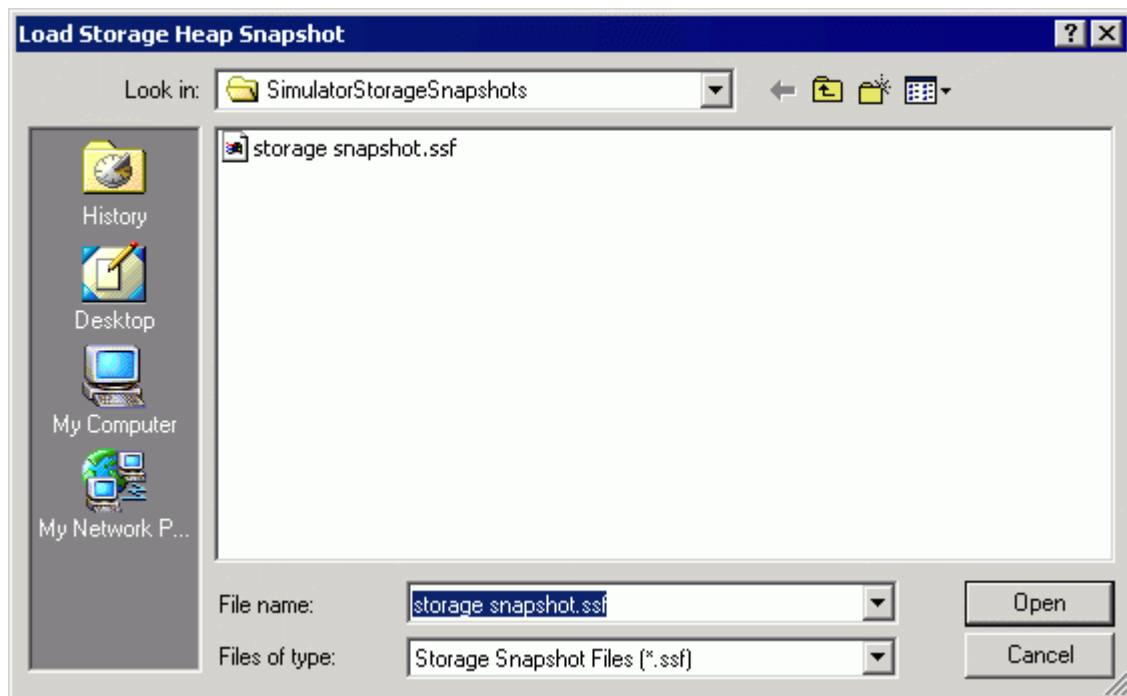 Load Storage Heap Snapshot
Look in: SimulatorStorageSnapshots
storage snapshot.ssf
History
Desktop
My Computer
My Network P...
File name: storage snapshot.ssf Open
Files of type: Storage Snapshot Files (*.ssf) Cancel